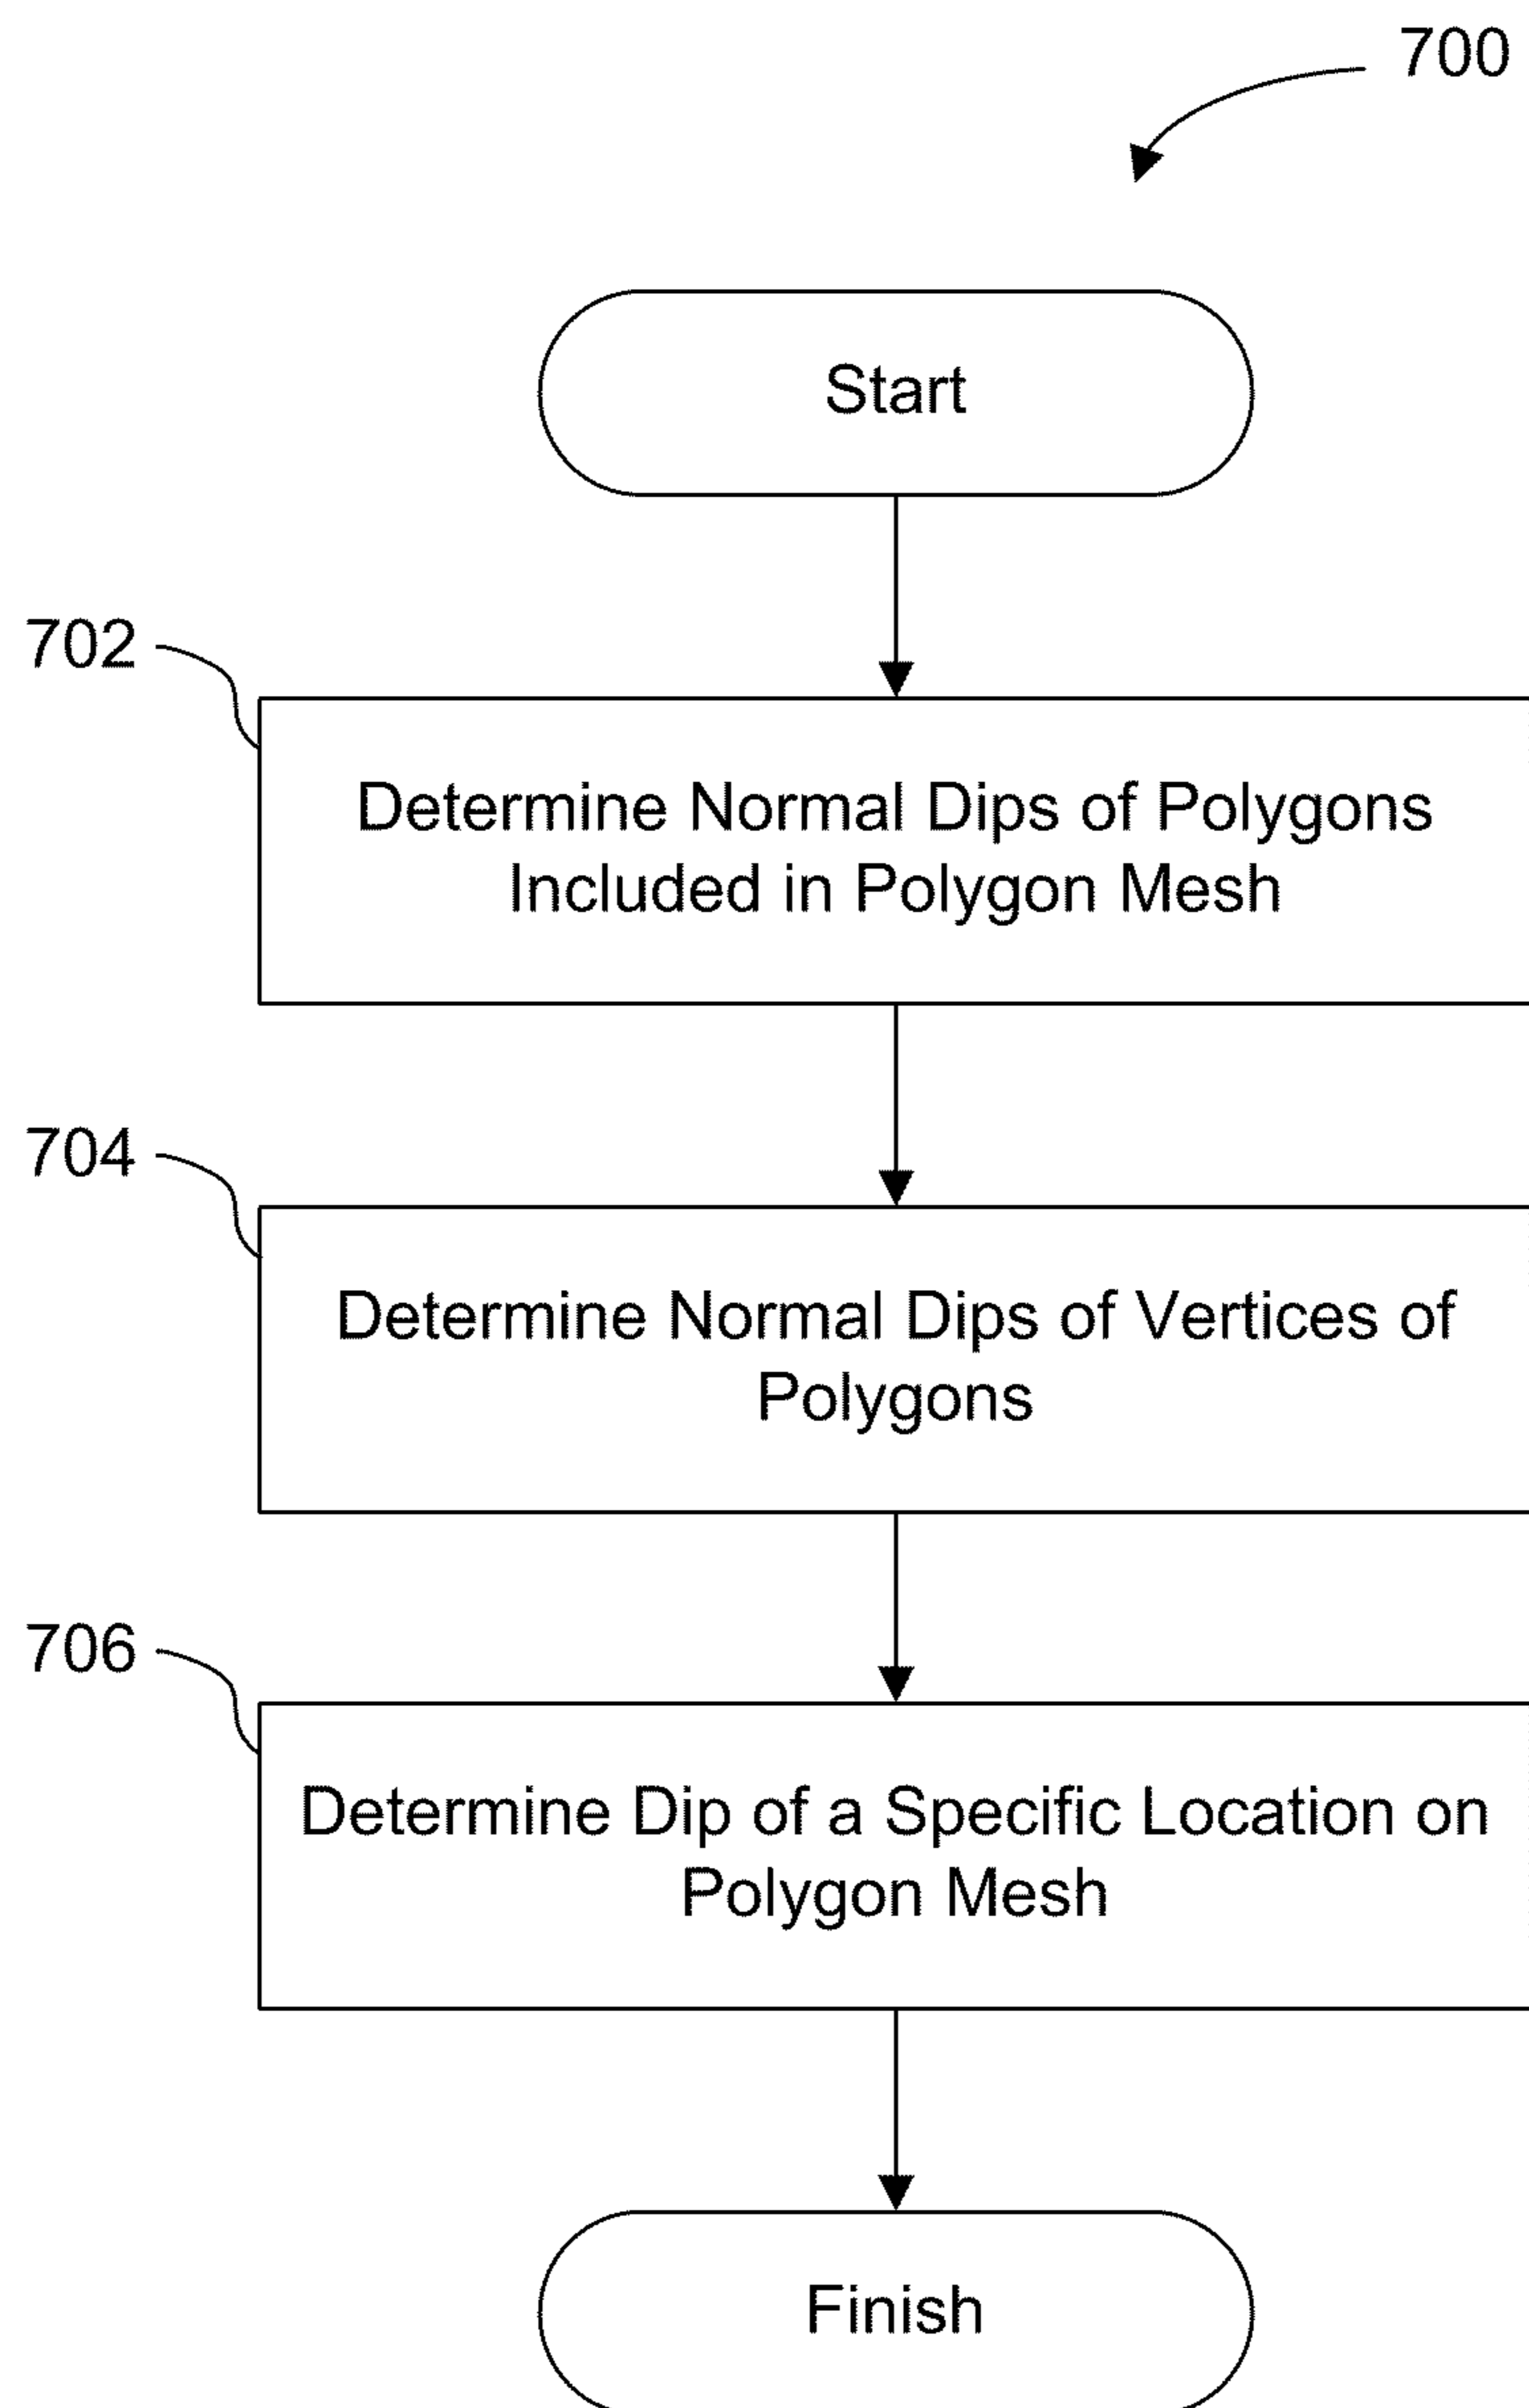 700
Start
702
Determine Normal Dips of Polygons
Included in Polygon Mesh
704
Determine Normal Dips of Vertices of
Polygons
706
Determine Dip of a Specific Location on
Polygon Mesh
Finish